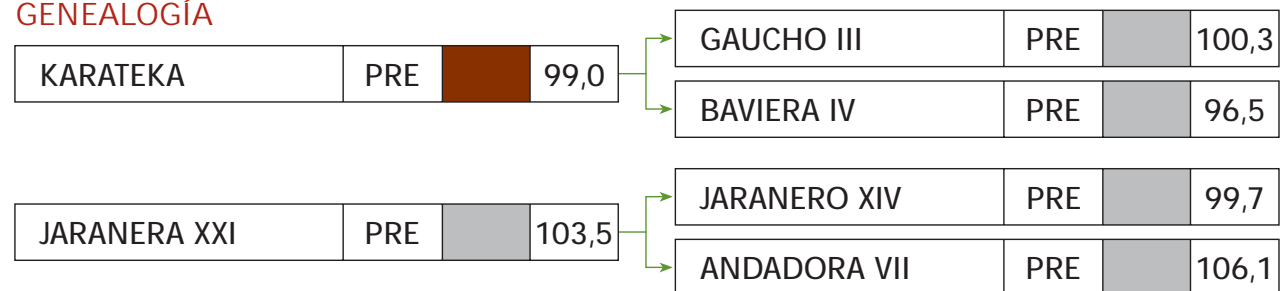 GENEALOGÍA
KARATEKA PRE 99,0
GAUCHO III PRE 100,3
BAVIERA IV PRE 96,5
JARANERA XXI PRE 103,5
JARANERO XIV PRE 99,7
ANDADORA VII PRE 106,1